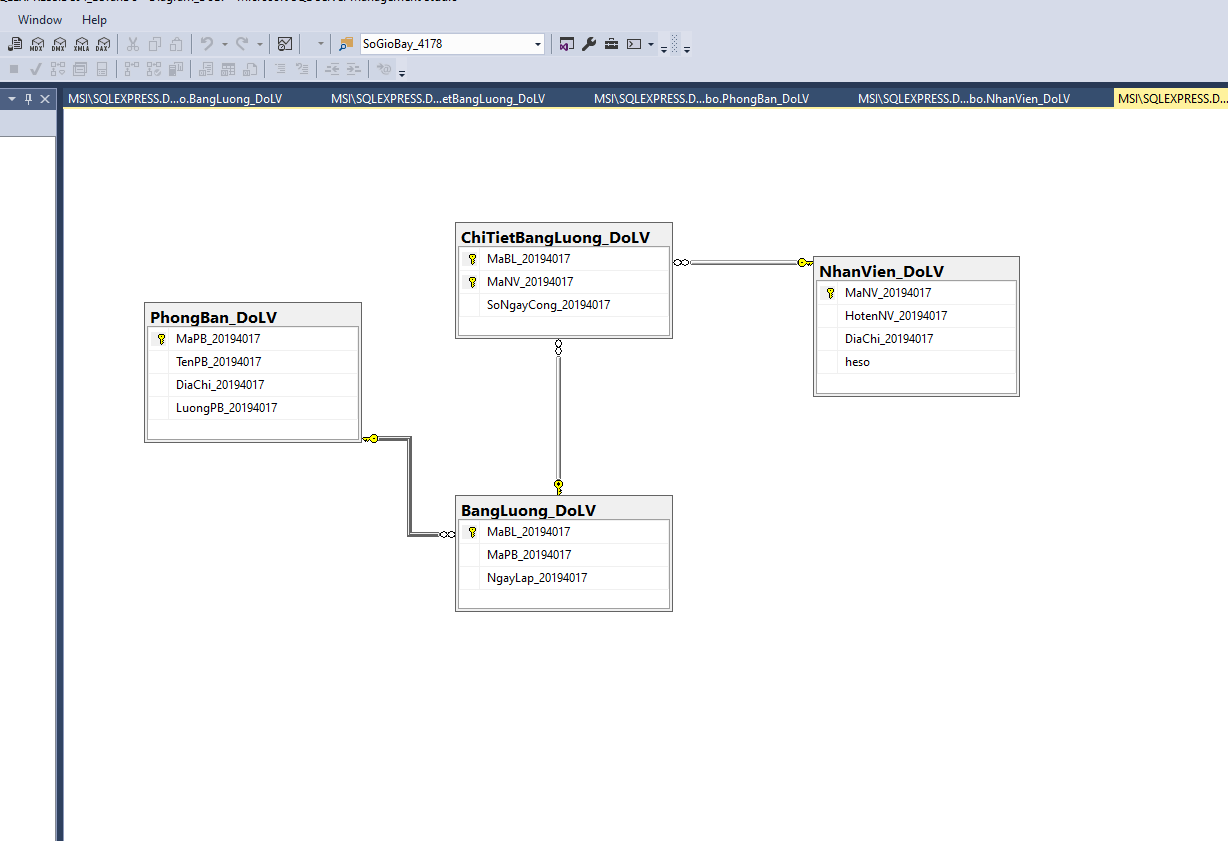 Window Help
MDX DMX XMLA DAX SoGioBay_4178
MSI\SQLEXPRESS.D...o.BangLuong_DoLV MSI\SQLEXPRESS.D...etBangLuong_DoLV MSI\SQLEXPRESS.D...bo.PhongBan_DoLV MSI\SQLEXPRESS.D...bo.NhanVien_DoLV MSI\SQLEXPRESS.D...
ChiTietBangLuong_DoLV
MaBL_20194017
MaNV_20194017
SoNgayCong_20194017
NhanVien_DoLV
MaNV_20194017
HotenNV_20194017
DiaChi_20194017
heso
PhongBan_DoLV
MaPB_20194017
TenPB_20194017
DiaChi_20194017
LuongPB_20194017
BangLuong_DoLV
MaBL_20194017
MaPB_20194017
NgayLap_20194017